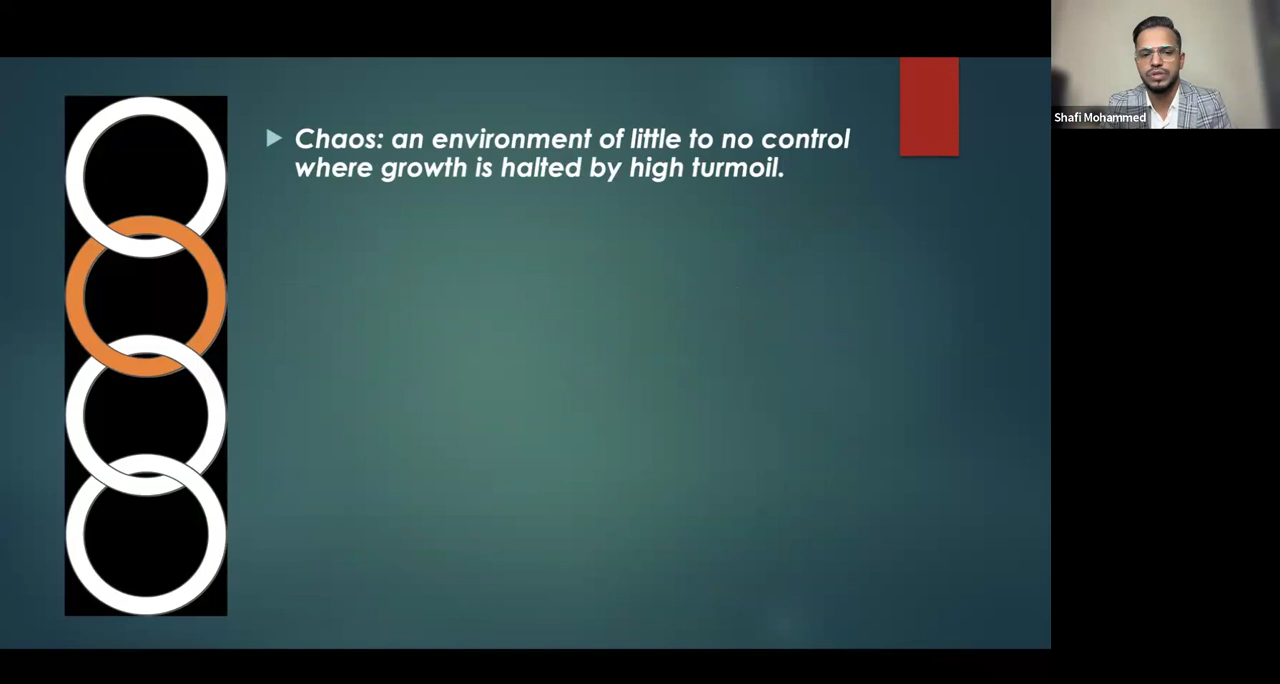 Chaos: an environment of little to no control
where growth is halted by high turmoil.
Shafi Mohammed